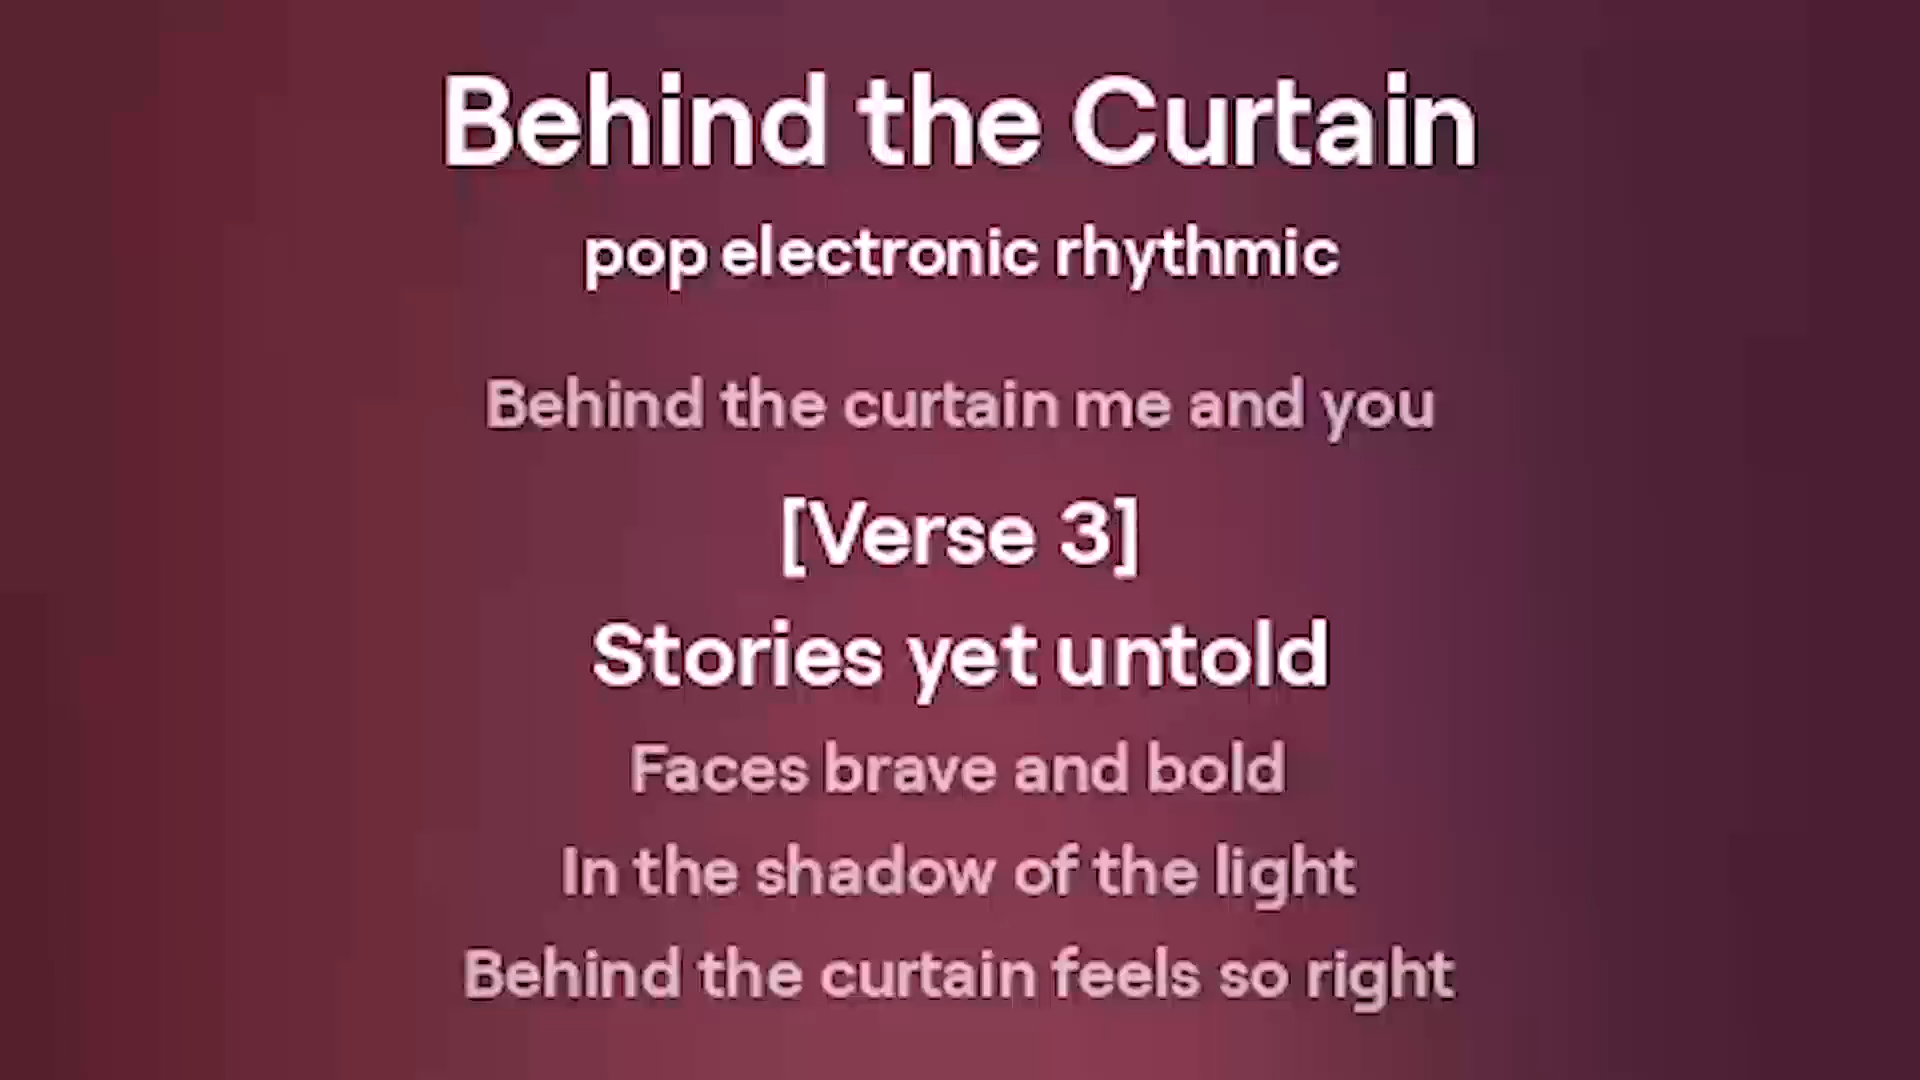 Behind the Curtain
pop electronic rhythmic
Behind the curtain me and you
[Verse 3]
Stories yet untold
Faces brave and bold
In the shadow of the light
Behind the curtain feels so right